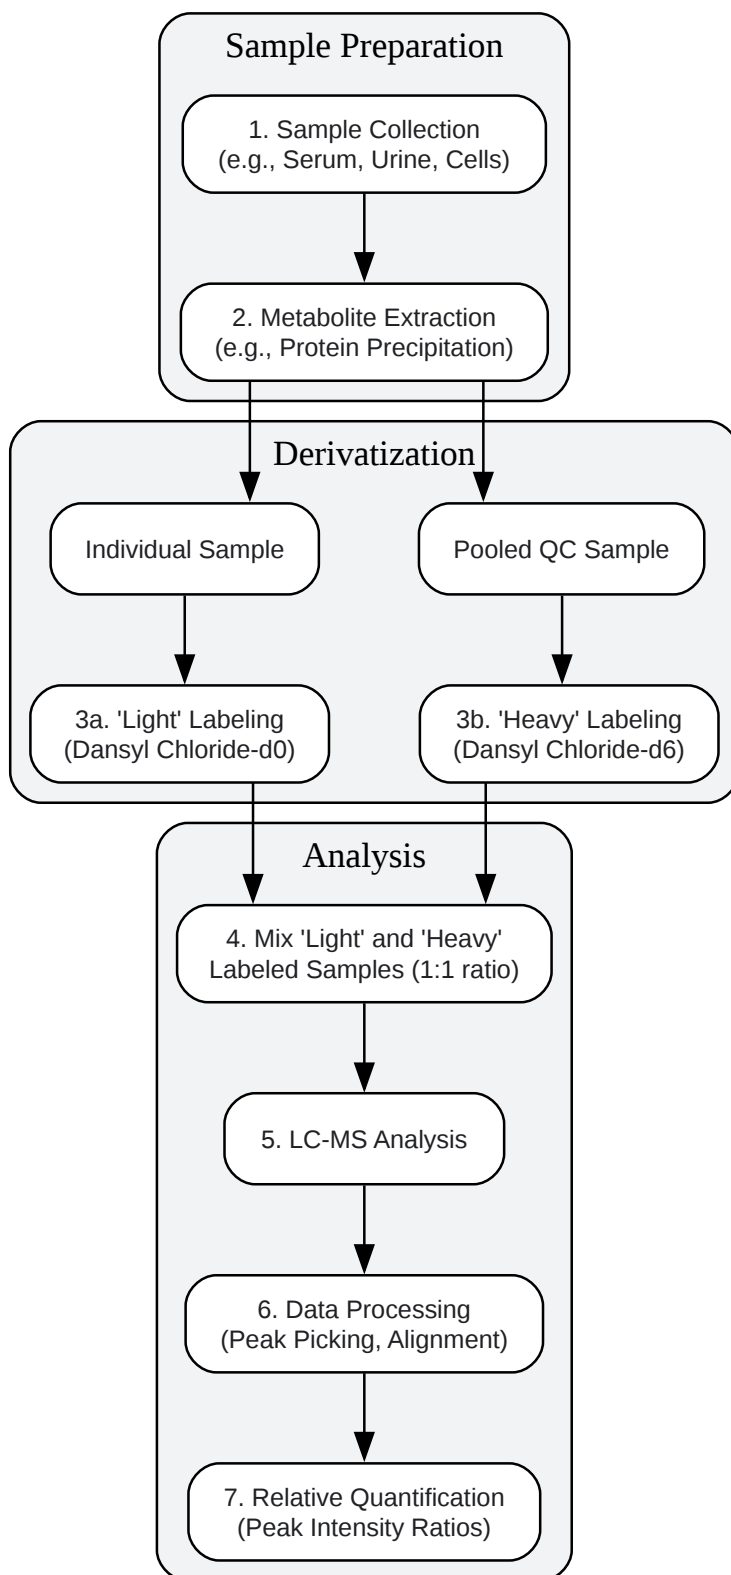 Sample Preparation
1. Sample Collection
(e.g., Serum, Urine, Cells)
2. Metabolite Extraction
(e.g., Protein Precipitation)
Derivatization
Individual Sample
Pooled QC Sample
3a. 'Light' Labeling
(Dansyl Chloride-d0)
3b. 'Heavy' Labeling
(Dansyl Chloride-d6)
Analysis
4. Mix 'Light' and 'Heavy'
Labeled Samples (1:1 ratio)
5. LC-MS Analysis
6. Data Processing
(Peak Picking, Alignment)
7. Relative Quantification
(Peak Intensity Ratios)